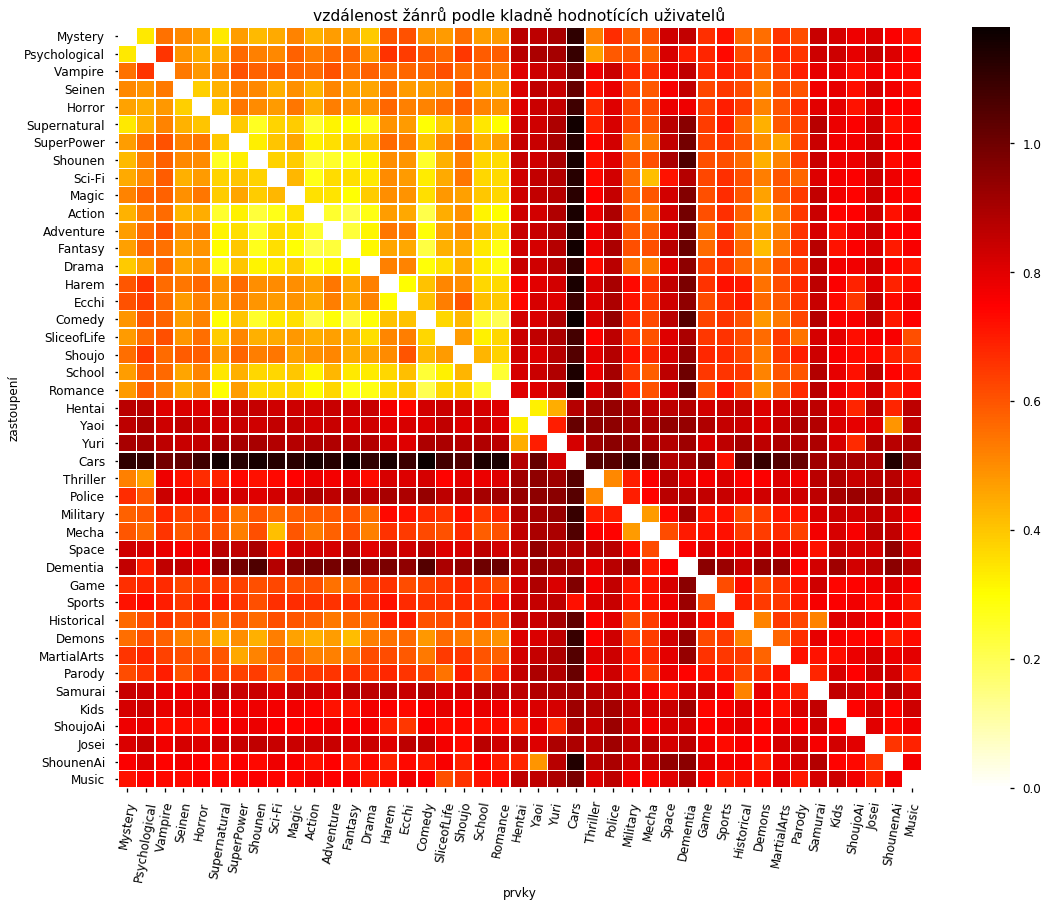 vzdálenost žánrů podle kladně hodnotících uživatelů
zastoupení
Mystery
Psychological
Vampire
Seinen
Horror
Supernatural
SuperPower
Shounen
Sci-Fi
Magic
Action
Adventure
Fantasy
Drama
Harem
Ecchi
Comedy
SliceofLife
Shoujo
School
Romance
Hentai
Yaoi
Yuri
Cars
Thriller
Police
Military
Mecha
Space
Dementia
Game
Sports
Historical
Demons
MartialArts
Parody
Samurai
Kids
ShoujoAi
Josei
ShounenAi
Music
Mystery
Psychological
Vampire
Seinen
Horror
Supernatural
SuperPower
Shounen
Sci-Fi
Magic
Action
Adventure
Fantasy
Drama
Harem
Ecchi
Comedy
SliceofLife
Shoujo
School
Romance
Hentai
Yaoi
Yuri
Cars
Thriller
Police
Military
Mecha
Space
Dementia
Game
Sports
Historical
Demons
MartialArts
Parody
Samurai
Kids
ShoujoAi
Josei
ShounenAi
Music
prvky
1.0
0.8
0.6
0.4
0.2
0.0